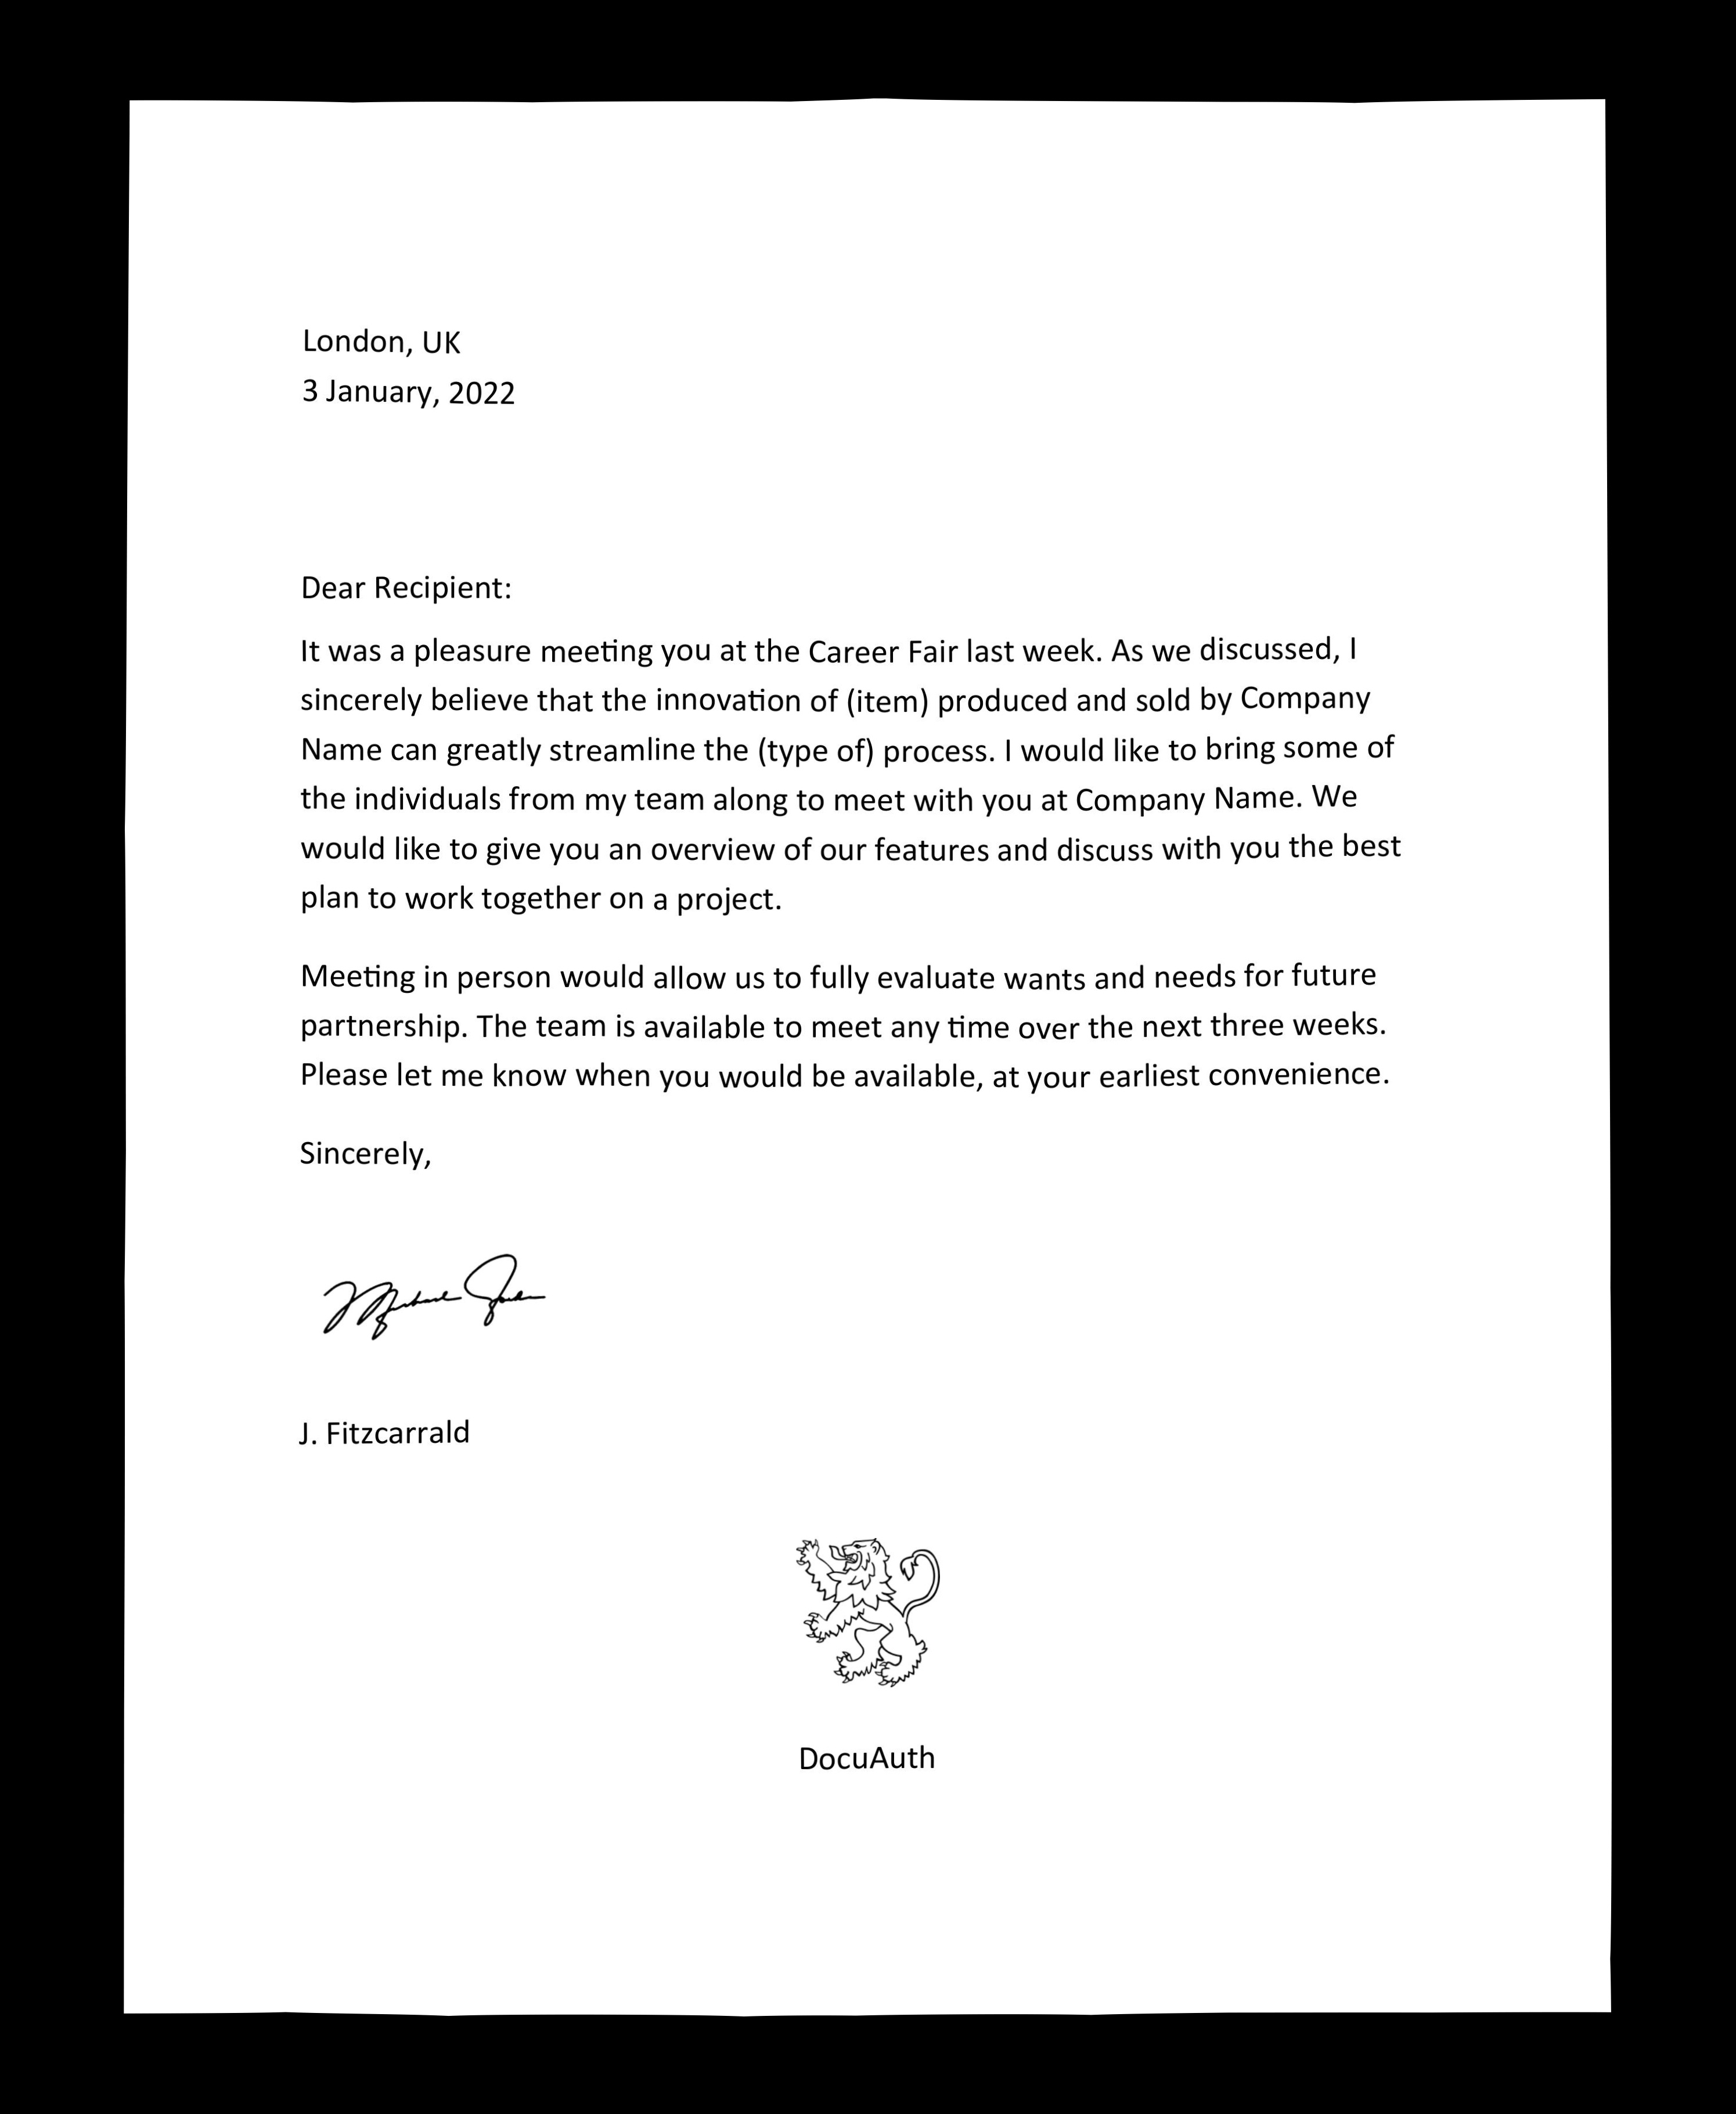 London, UK
3 January, 2022
Dear Recipient:
It was a pleasure meeting you at the Career Fair last week. As we discussed, I
sincerely believe that the innovation of (item) produced and sold by Company
Name can greatly streamline the (type of) process. I would like to bring some of
the individuals from my team along to meet with you at Company Name. We
would like to give you an overview of our features and discuss with you the best
plan to work together on a project.
Meeting in person would allow us to fully evaluate wants and needs for future
partnership. The team is available to meet any time over the next three weeks.
Please let me know when you would be available, at your earliest convenience.
Sincerely,
J. Fitzcarrald
DocuAuth